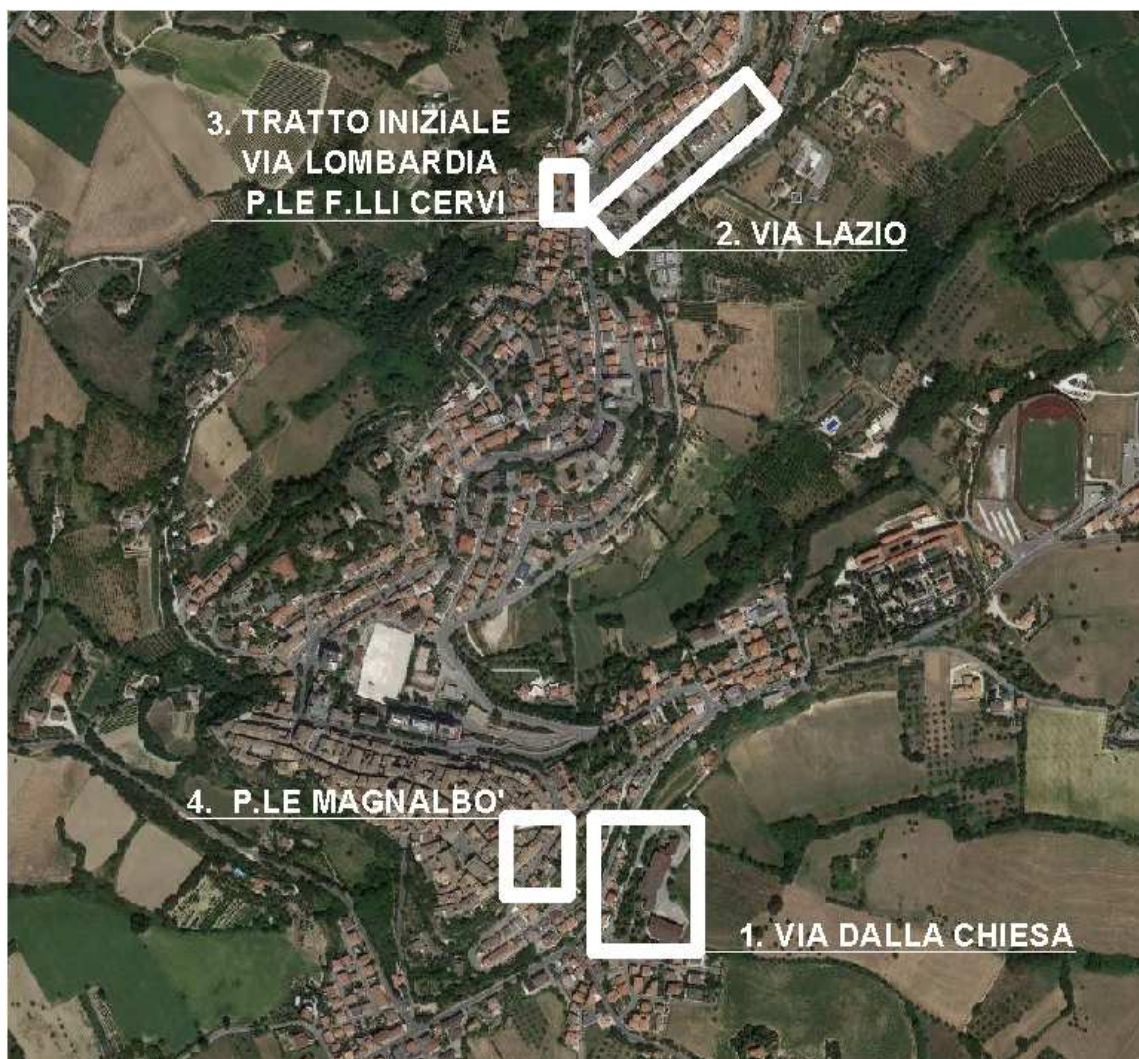 3. TRATTO INIZIALE
VIA LOMBARDIA
P.LE F.LLI CERVI
2. VIA LAZIO
4. P.LE MAGNALBO'
1. VIA DALLA CHIESA